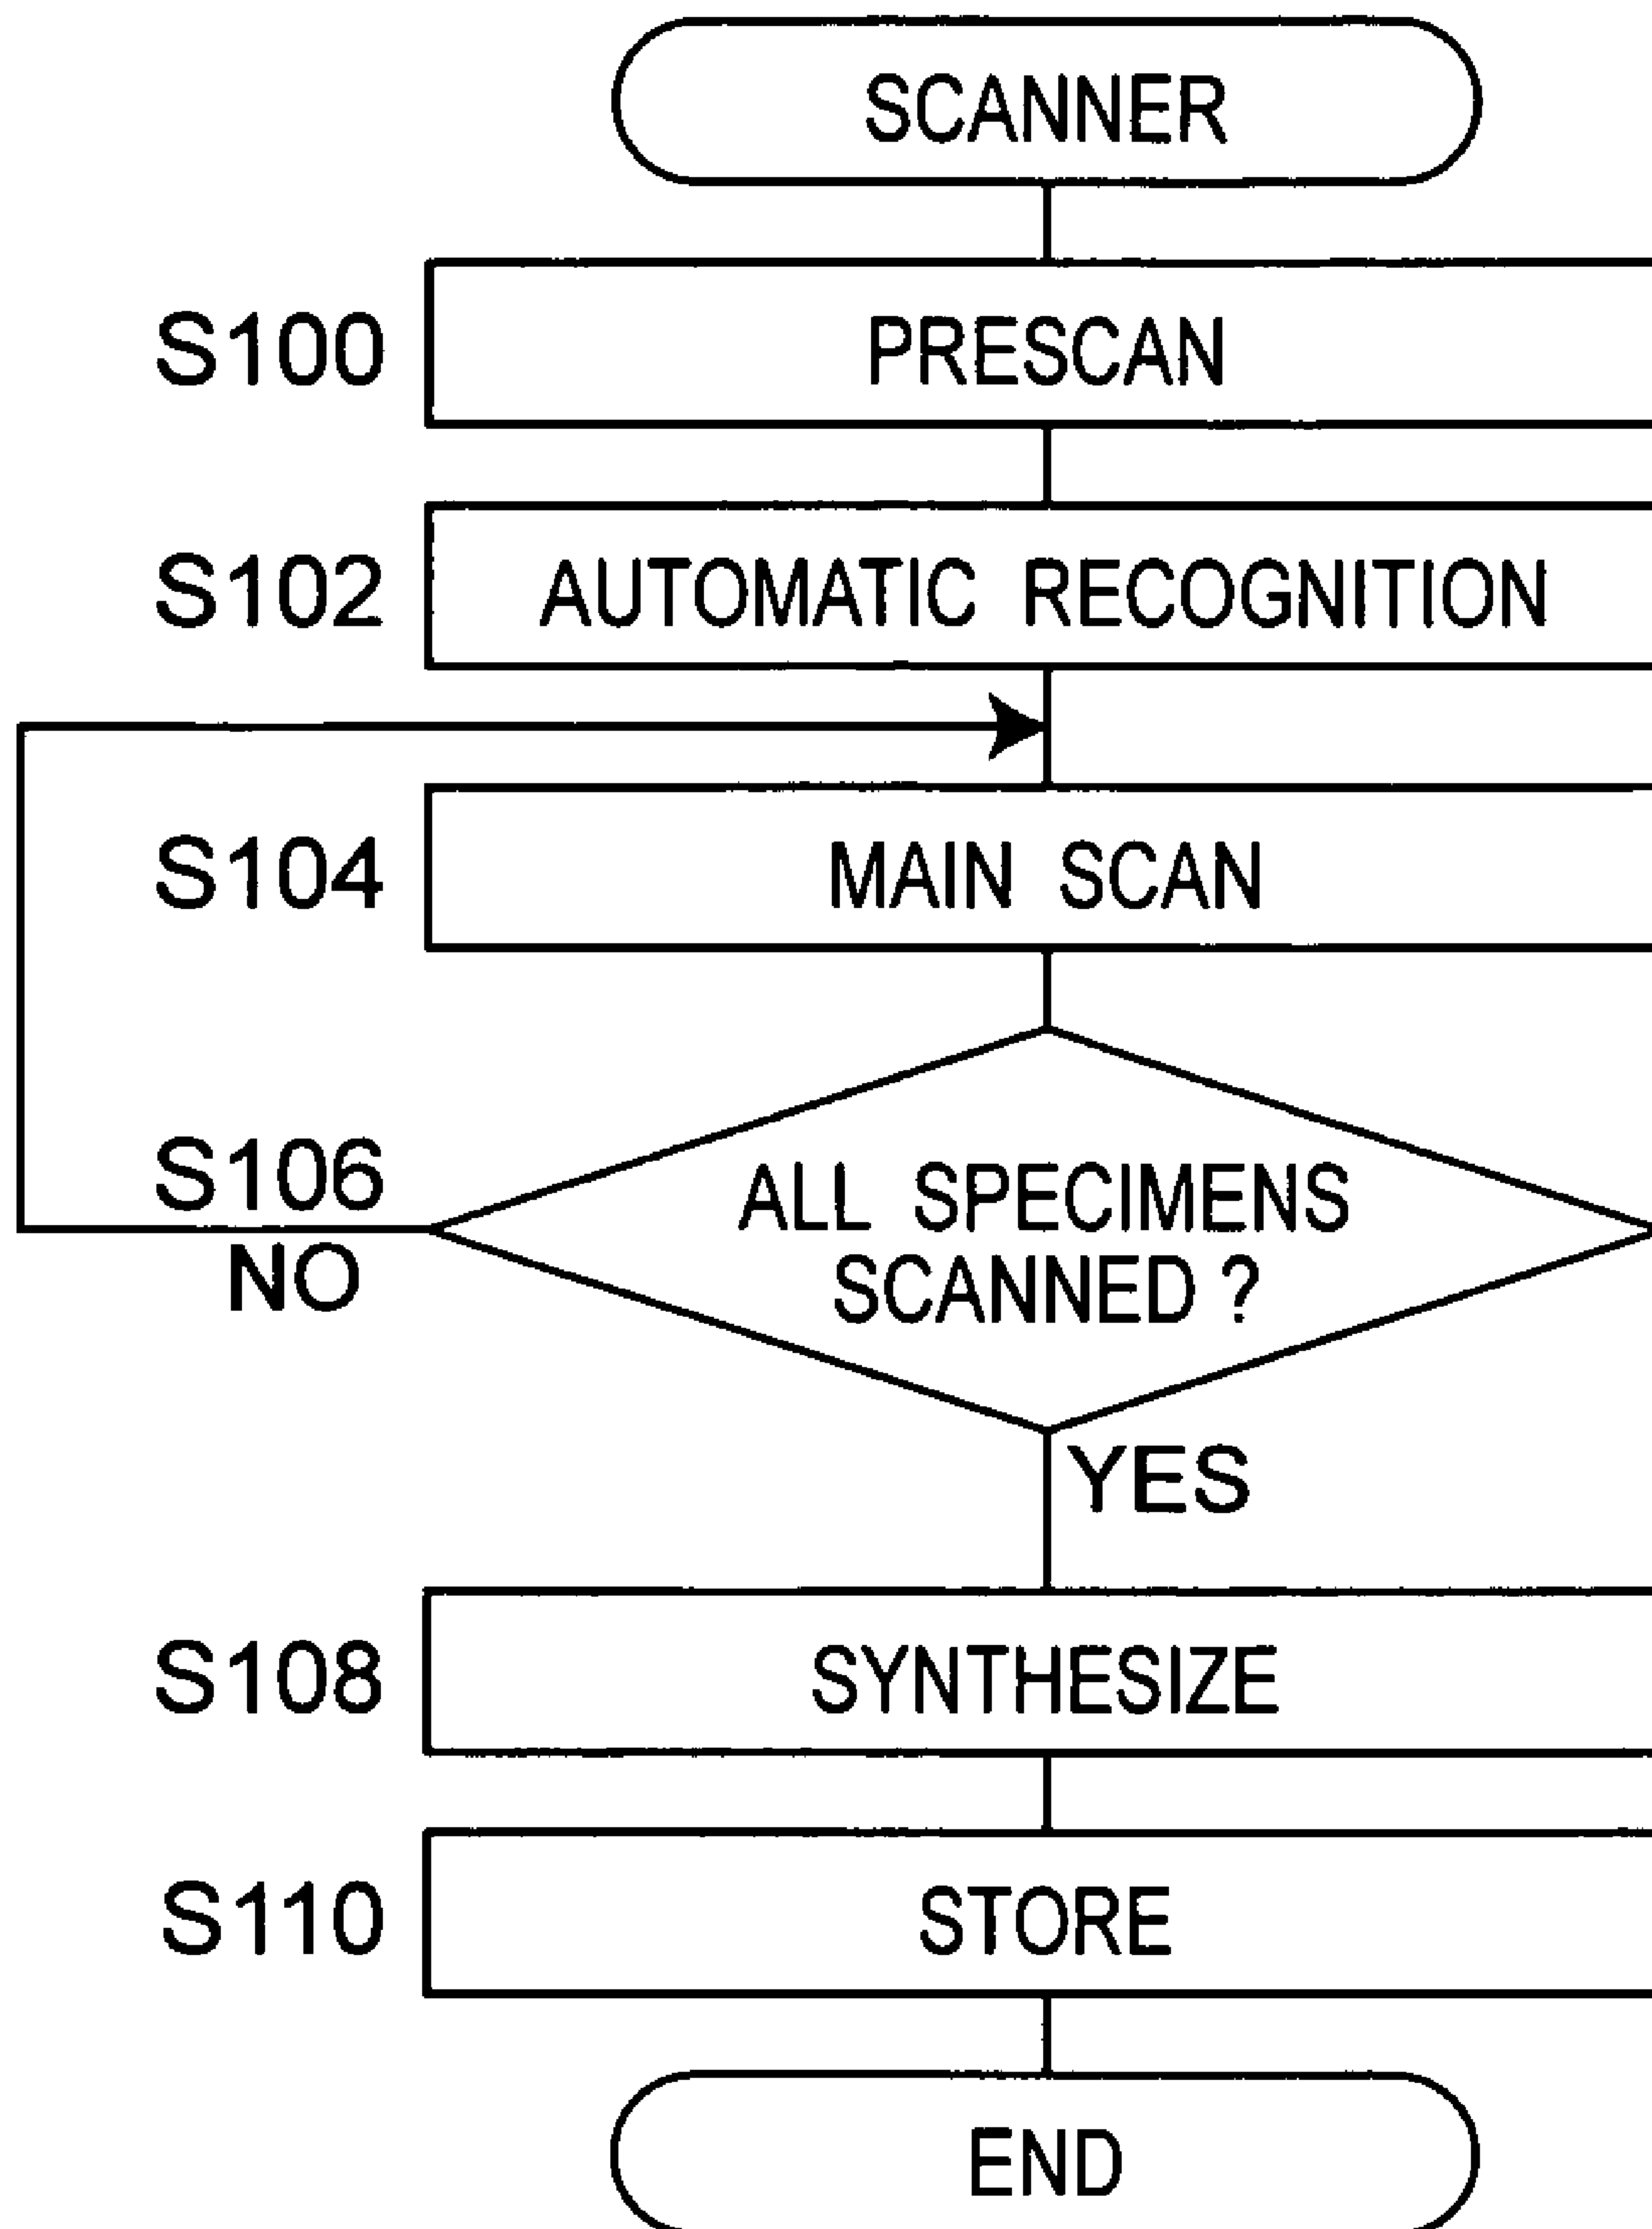 SCANNER
S100 PRESCAN
S102 AUTOMATIC RECOGNITION
S104 MAIN SCAN
S106
NO
ALL SPECIMENS
SCANNED ?
YES
S108 SYNTHESIZE
S110 STORE
END